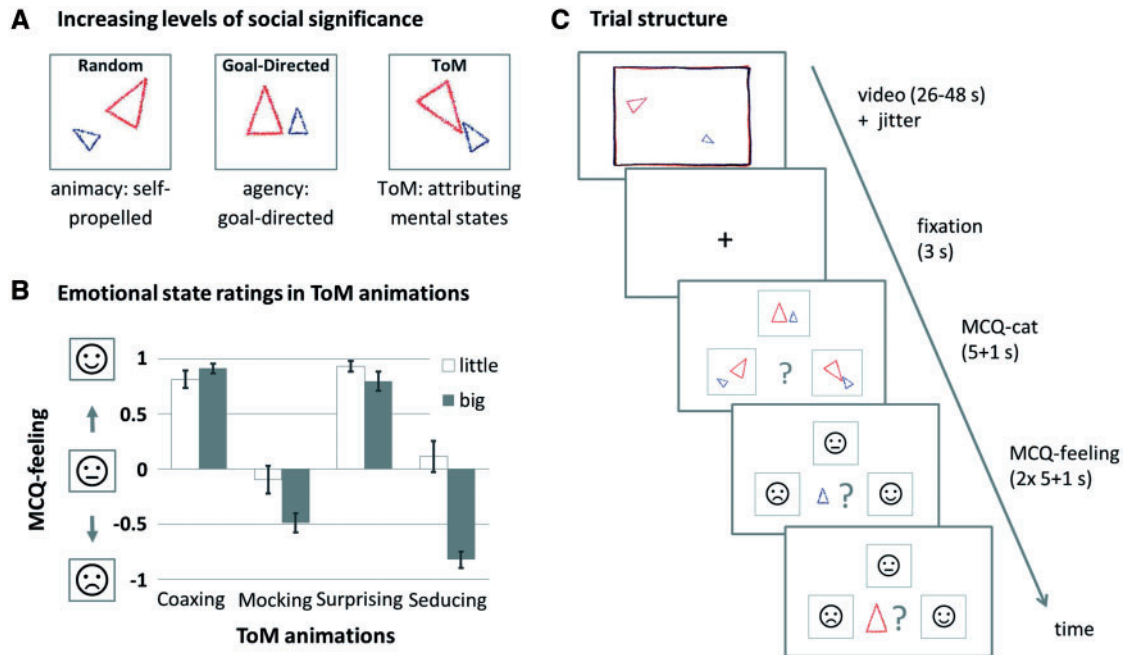 A Increasing levels of social significance
Random
Goal-Directed
ToM
animacy: self-
propelled
agency:
goal-directed
ToM: attributing
mental states
B Emotional state ratings in ToM animations
MCQ-feeling
1
0.5
0
-0.5
-1
little
big
Coaxing Mocking Surprising Seducing
ToM animations
C Trial structure
video (26-48 s)
+ jitter
+
fixation
(3 s)
?
MCQ-cat
(5+1 s)
?
MCQ-feeling
(2x 5+1 s)
?
time